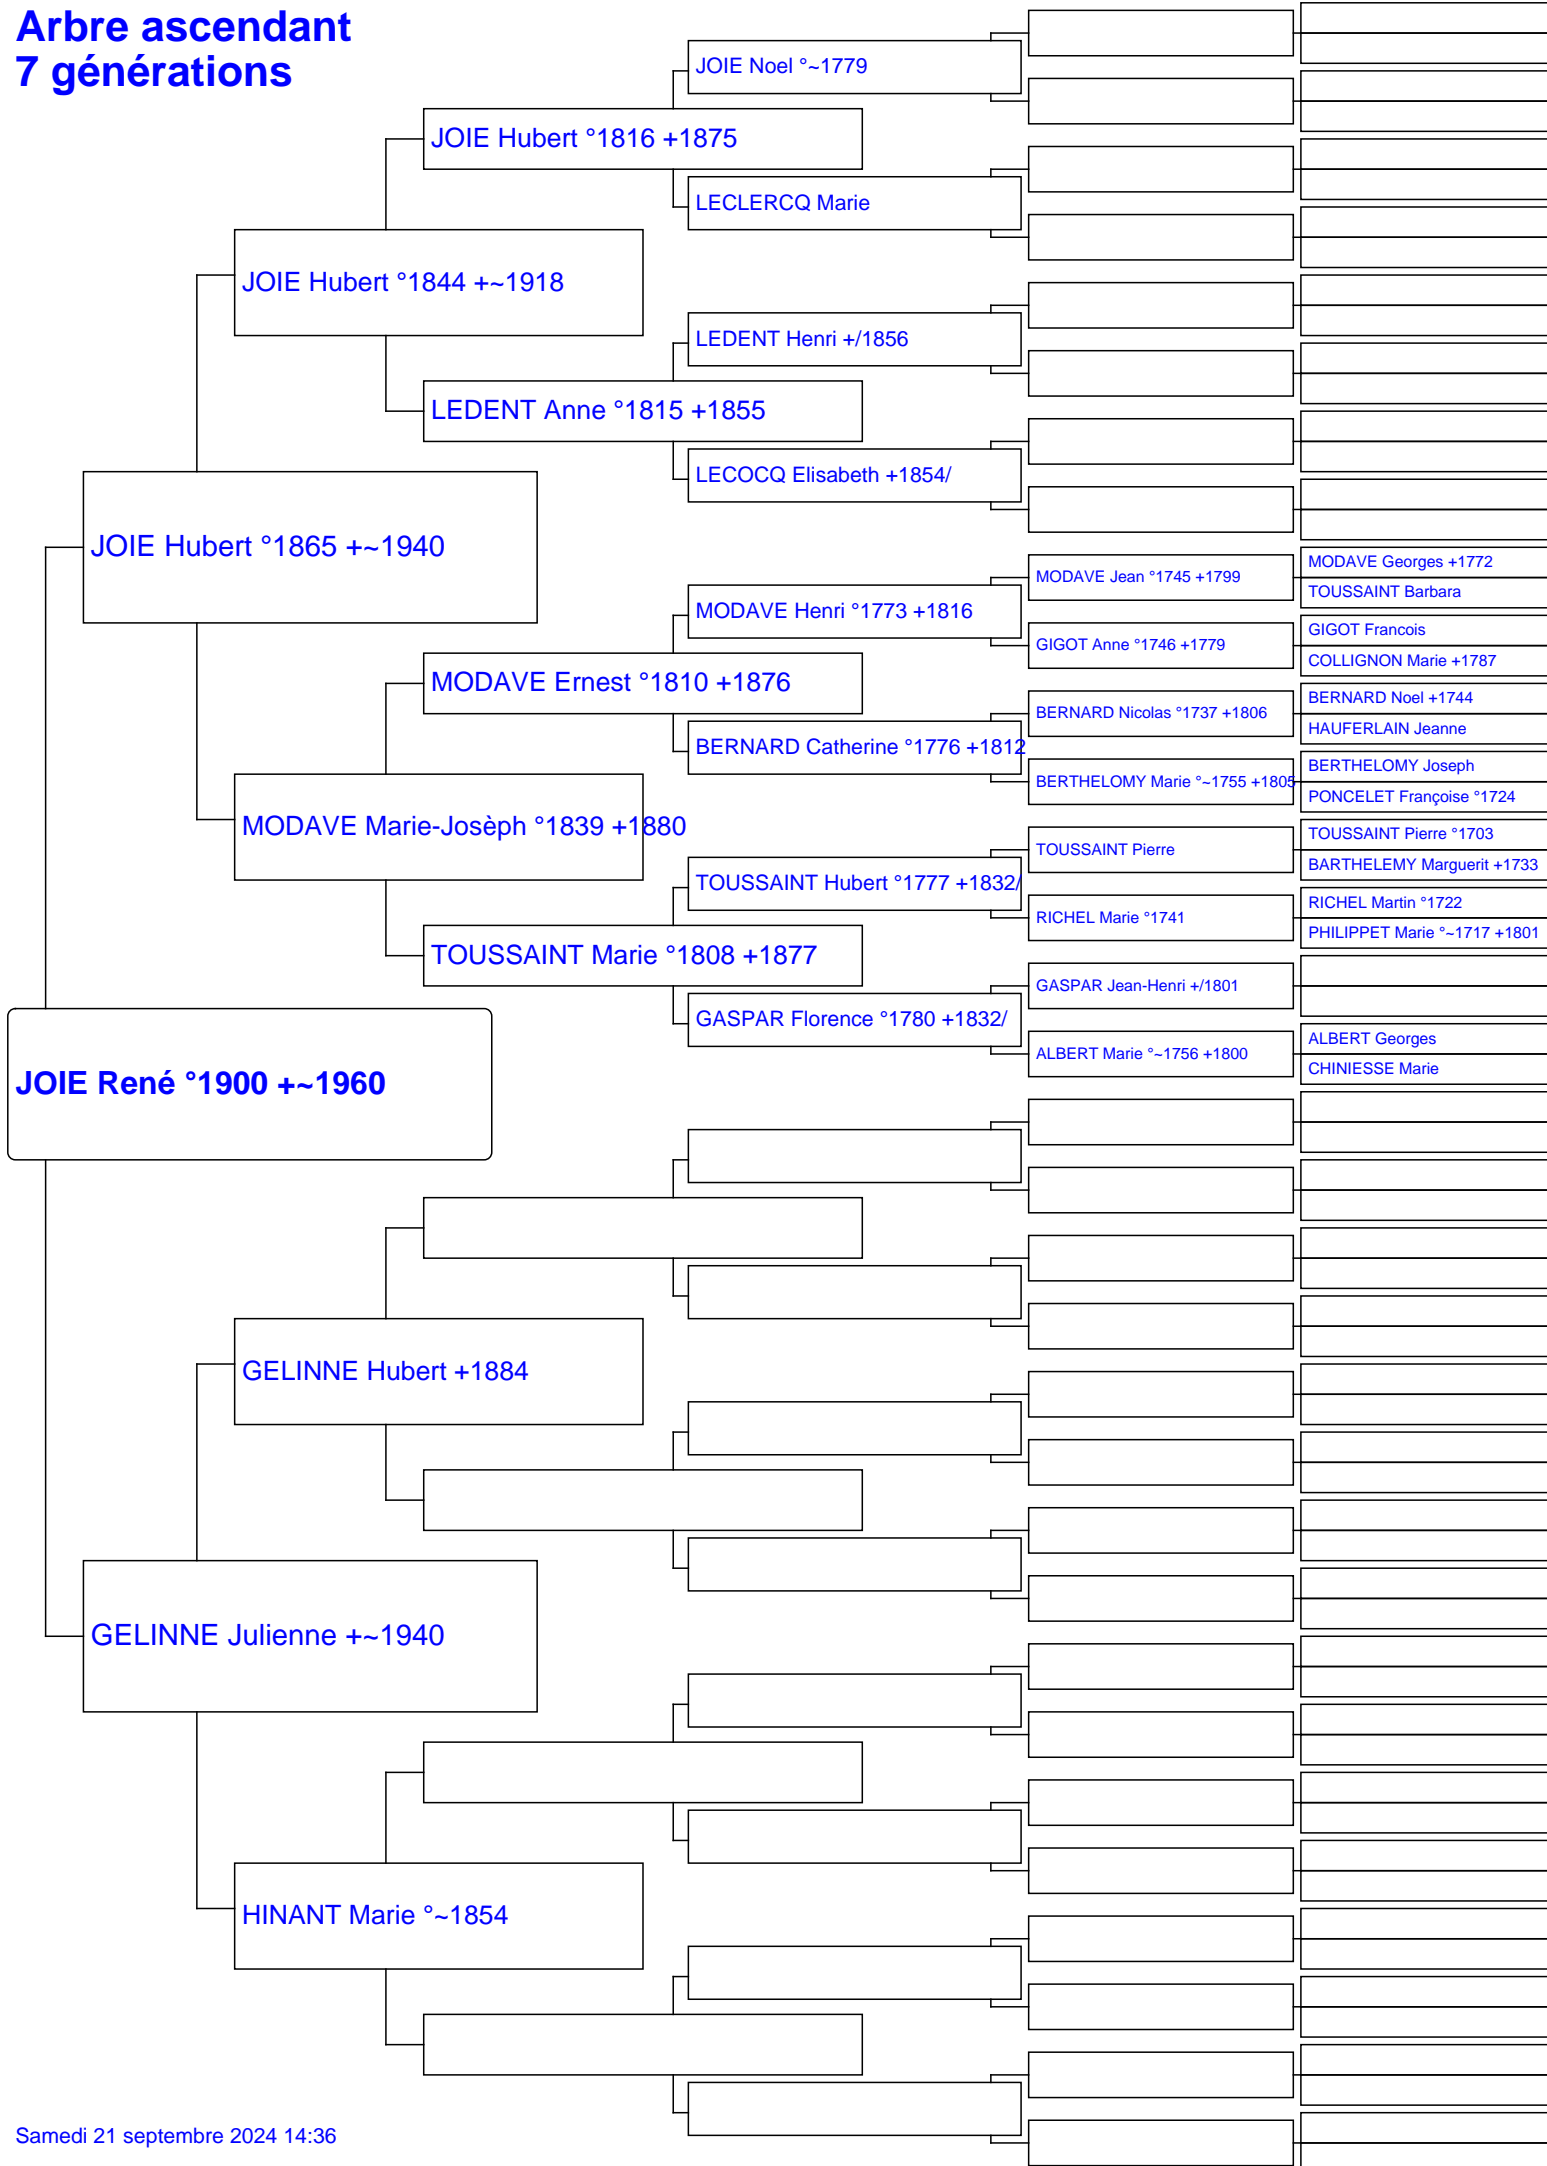 Arbre ascendant
7 générations
JOIE Noel °~1779
JOIE Hubert °1816 +1875
LECLERCQ Marie
JOIE Hubert °1844 +~1918
LEDENT Henri +/1856
LEDENT Anne °1815 +1855
LECOCQ Elisabeth +1854/
JOIE Hubert °1865 +~1940
MODAVE Georges +1772
MODAVE Jean °1745 +1799
TOUSSAINT Barbara
MODAVE Henri °1773 +1816
GIGOT Francois
GIGOT Anne °1746 +1779
COLLIGNON Marie +1787
MODAVE Ernest °1810 +1876
BERNARD Noel +1744
BERNARD Nicolas °1737 +1806
HAUFERLAIN Jeanne
BERNARD Catherine °1776 +1812
BERTHELOMY Joseph
BERTHELOMY Marie °~1755 +1805
PONCELET Françoise °1724
MODAVE Marie-Josèph °1839 +1880
TOUSSAINT Pierre °1703
TOUSSAINT Pierre
BARTHELEMY Marguerit +1733
TOUSSAINT Hubert °1777 +1832/
RICHEL Martin °1722
RICHEL Marie °1741
PHILIPPET Marie °~1717 +1801
TOUSSAINT Marie °1808 +1877
GASPAR Jean-Henri +/1801
GASPAR Florence °1780 +1832/
ALBERT Georges
ALBERT Marie °~1756 +1800
CHINIESSE Marie
JOIE René °1900 +~1960
GELINNE Hubert +1884
GELINNE Julienne +~1940
HINANT Marie °~1854
Samedi 21 septembre 2024 14:36